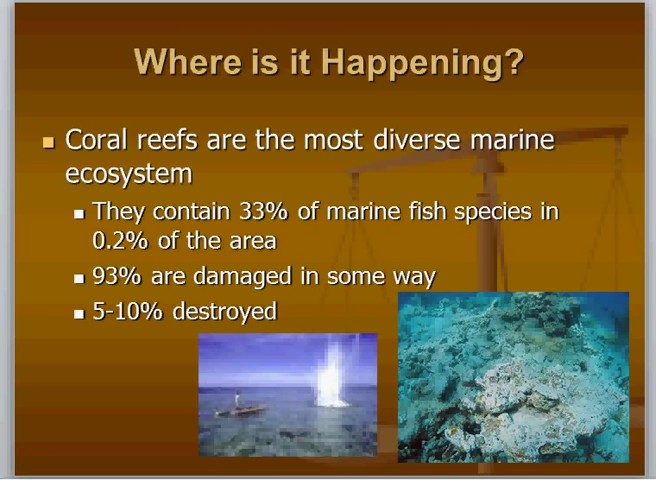 Where is it Happening?
Coral reefs are the most diverse marine
ecosystem
They contain 33% of marine fish species in
0.2% of the area
93% are damaged in some way
5-10% destroyed